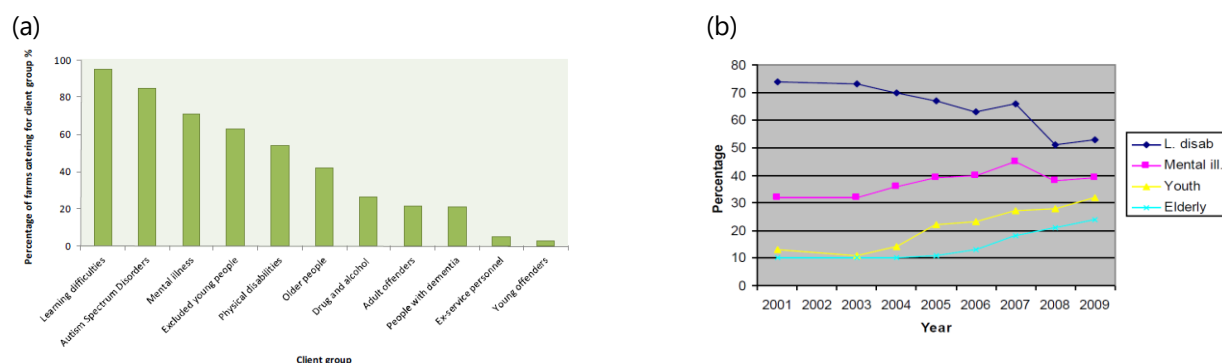 (a)
Percentage of farms catering for client group %
100
80
60
40
20
0
Learning difficulties
Autism Spectrum Disorders
Mental illness
Excluded young people
Physical disabilities
Older people
Drug and alcohol
Adult offenders
People with dementia
Ex-service personnel
Young offenders
Client group
(b)
Percentage
80
70
60
50
40
30
20
10
0
2001 2002 2003 2004 2005 2006 2007 2008 2009
Year
L. disab
Mental ill.
Youth
Elderly